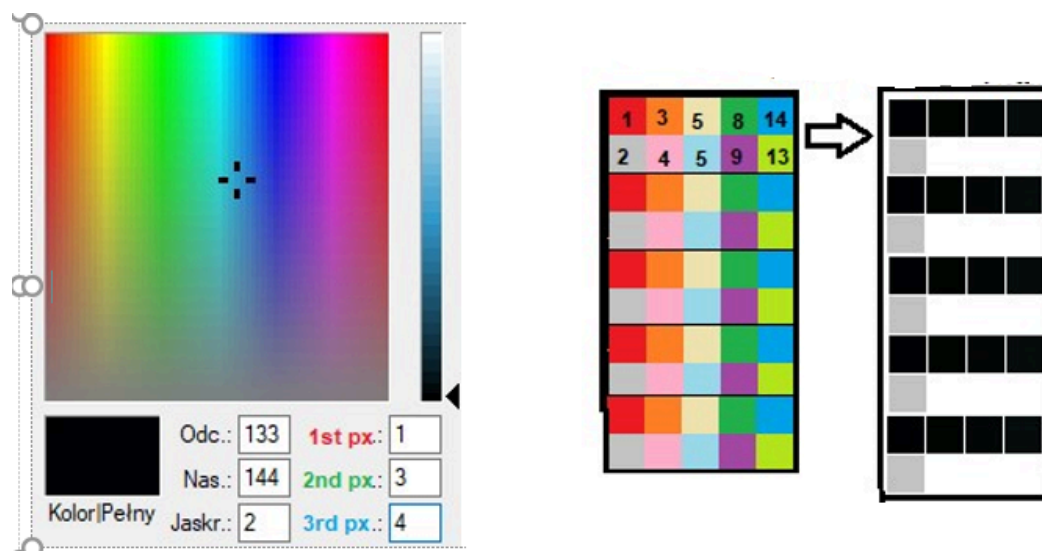 Odc.: 133 1st px.: 1
Nas.: 144 2nd px.: 3
Kolor|Pełny Jaskr.: 2 3rd px.: 4
1 3 5 8 14
2 4 5 9 13